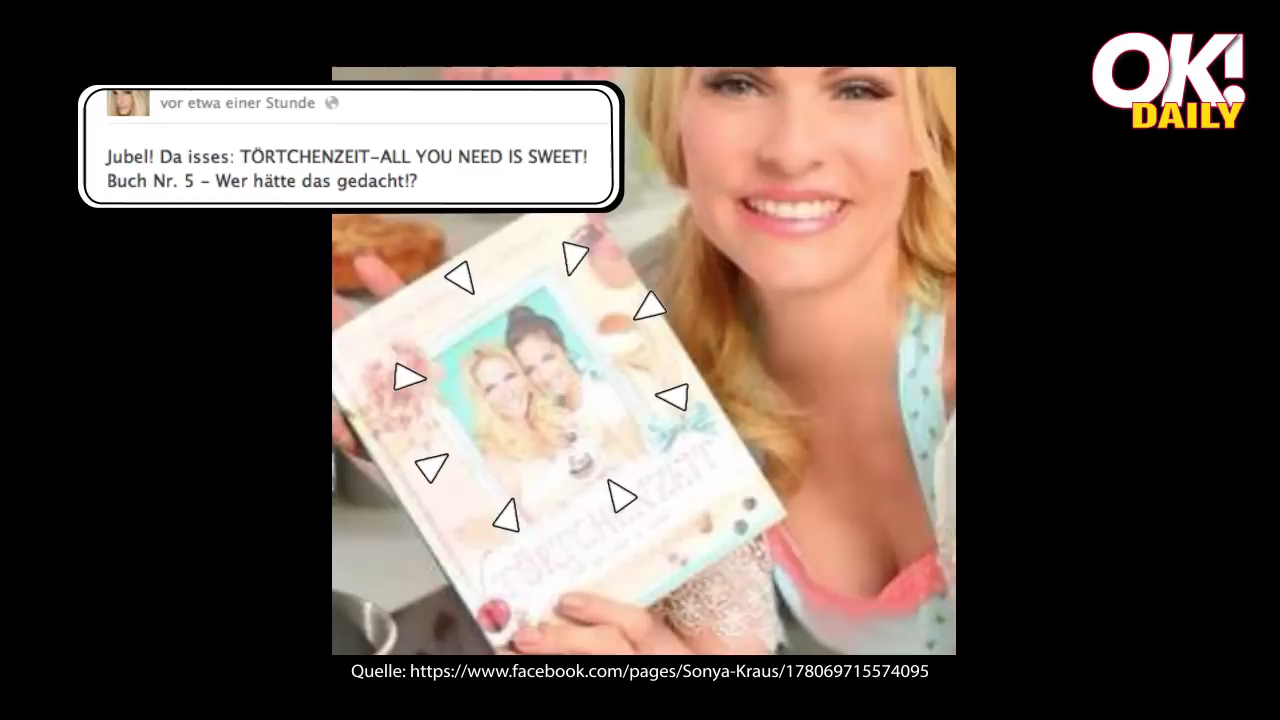 OK!
DAILY
vor etwa einer Stunde
Jubel! Da isses: TÖRTCHENZEIT-ALL YOU NEED IS SWEET!
Buch Nr. 5 - Wer hätte das gedacht!?
TÖRTCHENZEIT
Quelle: https://www.facebook.com/pages/Sonya-Kraus/178069715574095